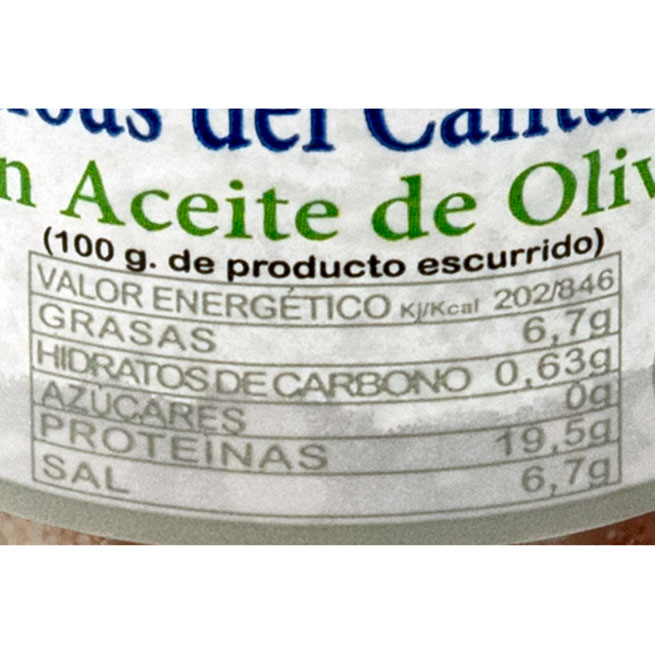 del
Aceite de
(100 g. de producto escurrido)
VALOR ENERGÉTICO Kj/Kcal 202/846
GRASAS 6,7g
HIDRATOS DE CARBONO 0,63g
AZÚCARES 0g
PROTEINAS 19,5g
SAL 6,7g